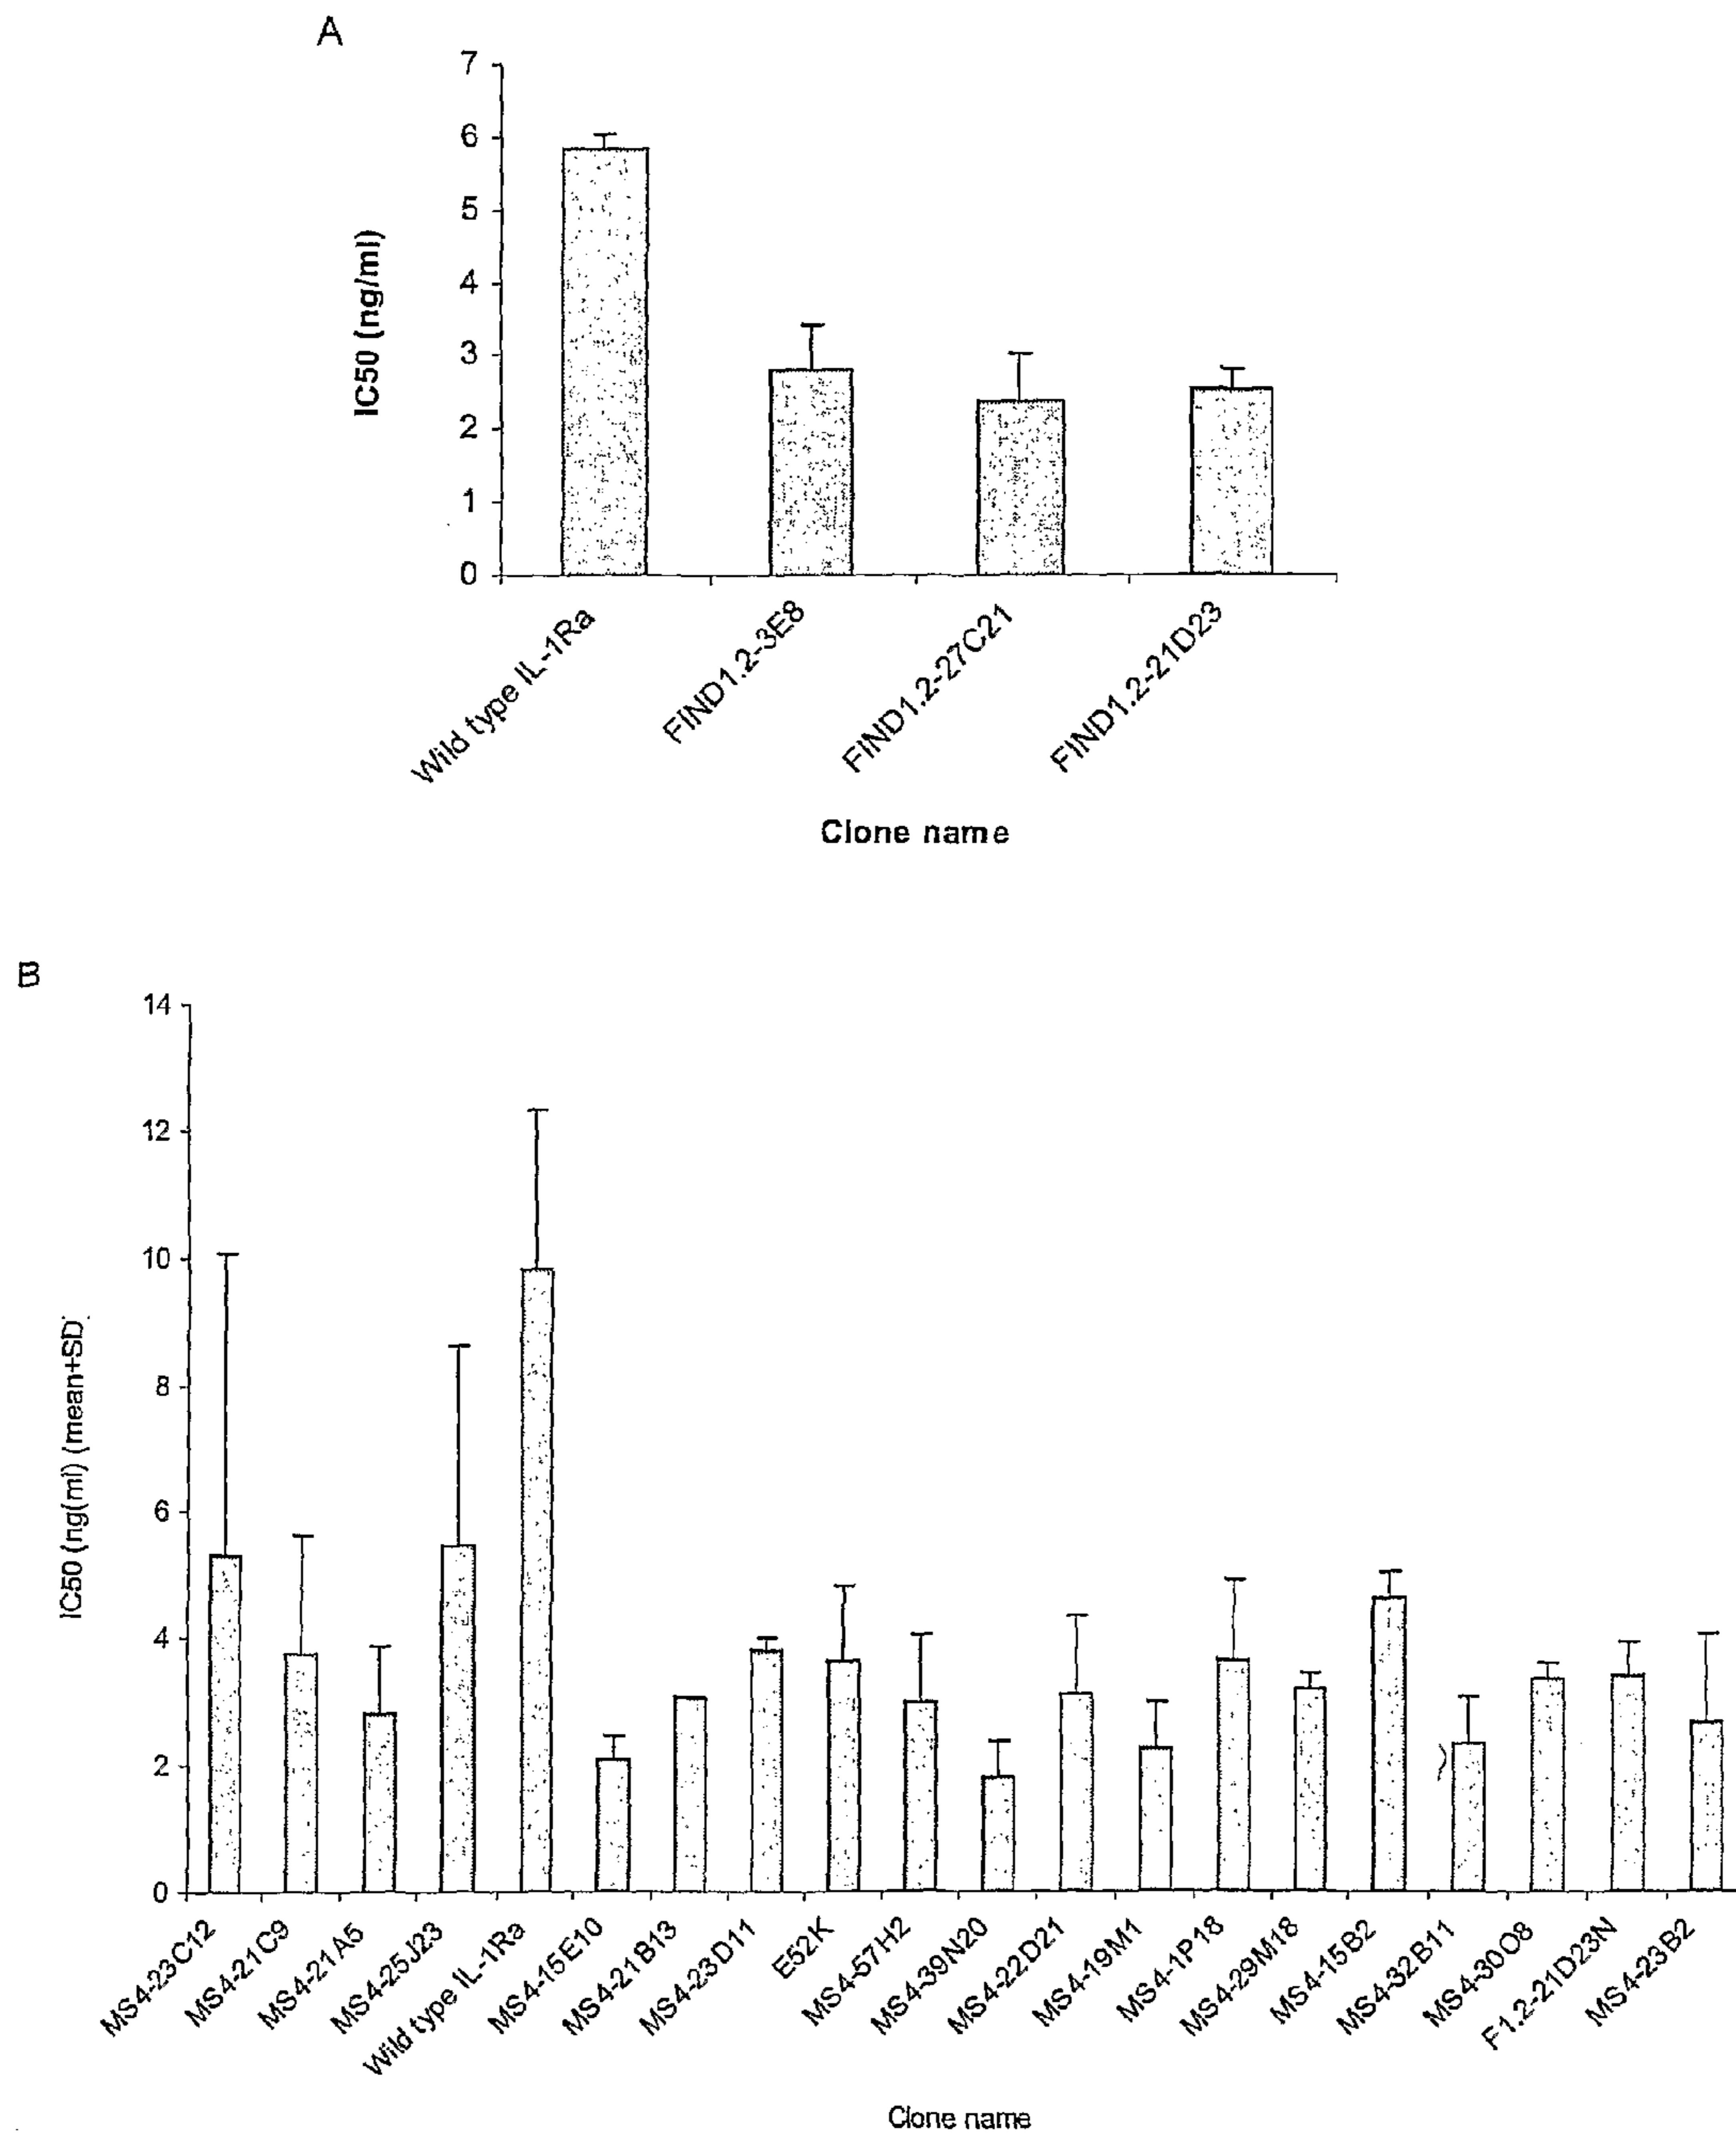 A
7
6
5
4
3
2
1
0
IC50 (ng/ml)
Wild type IL-1Ra
FIND1.2-3E8
FIND1.2-27C21
FIND1.2-21D23
Clone name
B
14
12
10
8
6
4
2
0
IC50 (ng(ml) (mean+SD)
MS4-23C12
MS4-21C9
MS4-21A5
MS4-25J23
Wild type IL-1Ra
MS4-15E10
MS4-21B13
MS4-23D11
E52K
MS4-57H2
MS4-39N20
MS4-22D21
MS4-19M1
MS4-1P18
MS4-29M18
MS4-15B2
MS4-32B11
MS4-30O8
F1.2-21D23N
MS4-23B2
Clone name